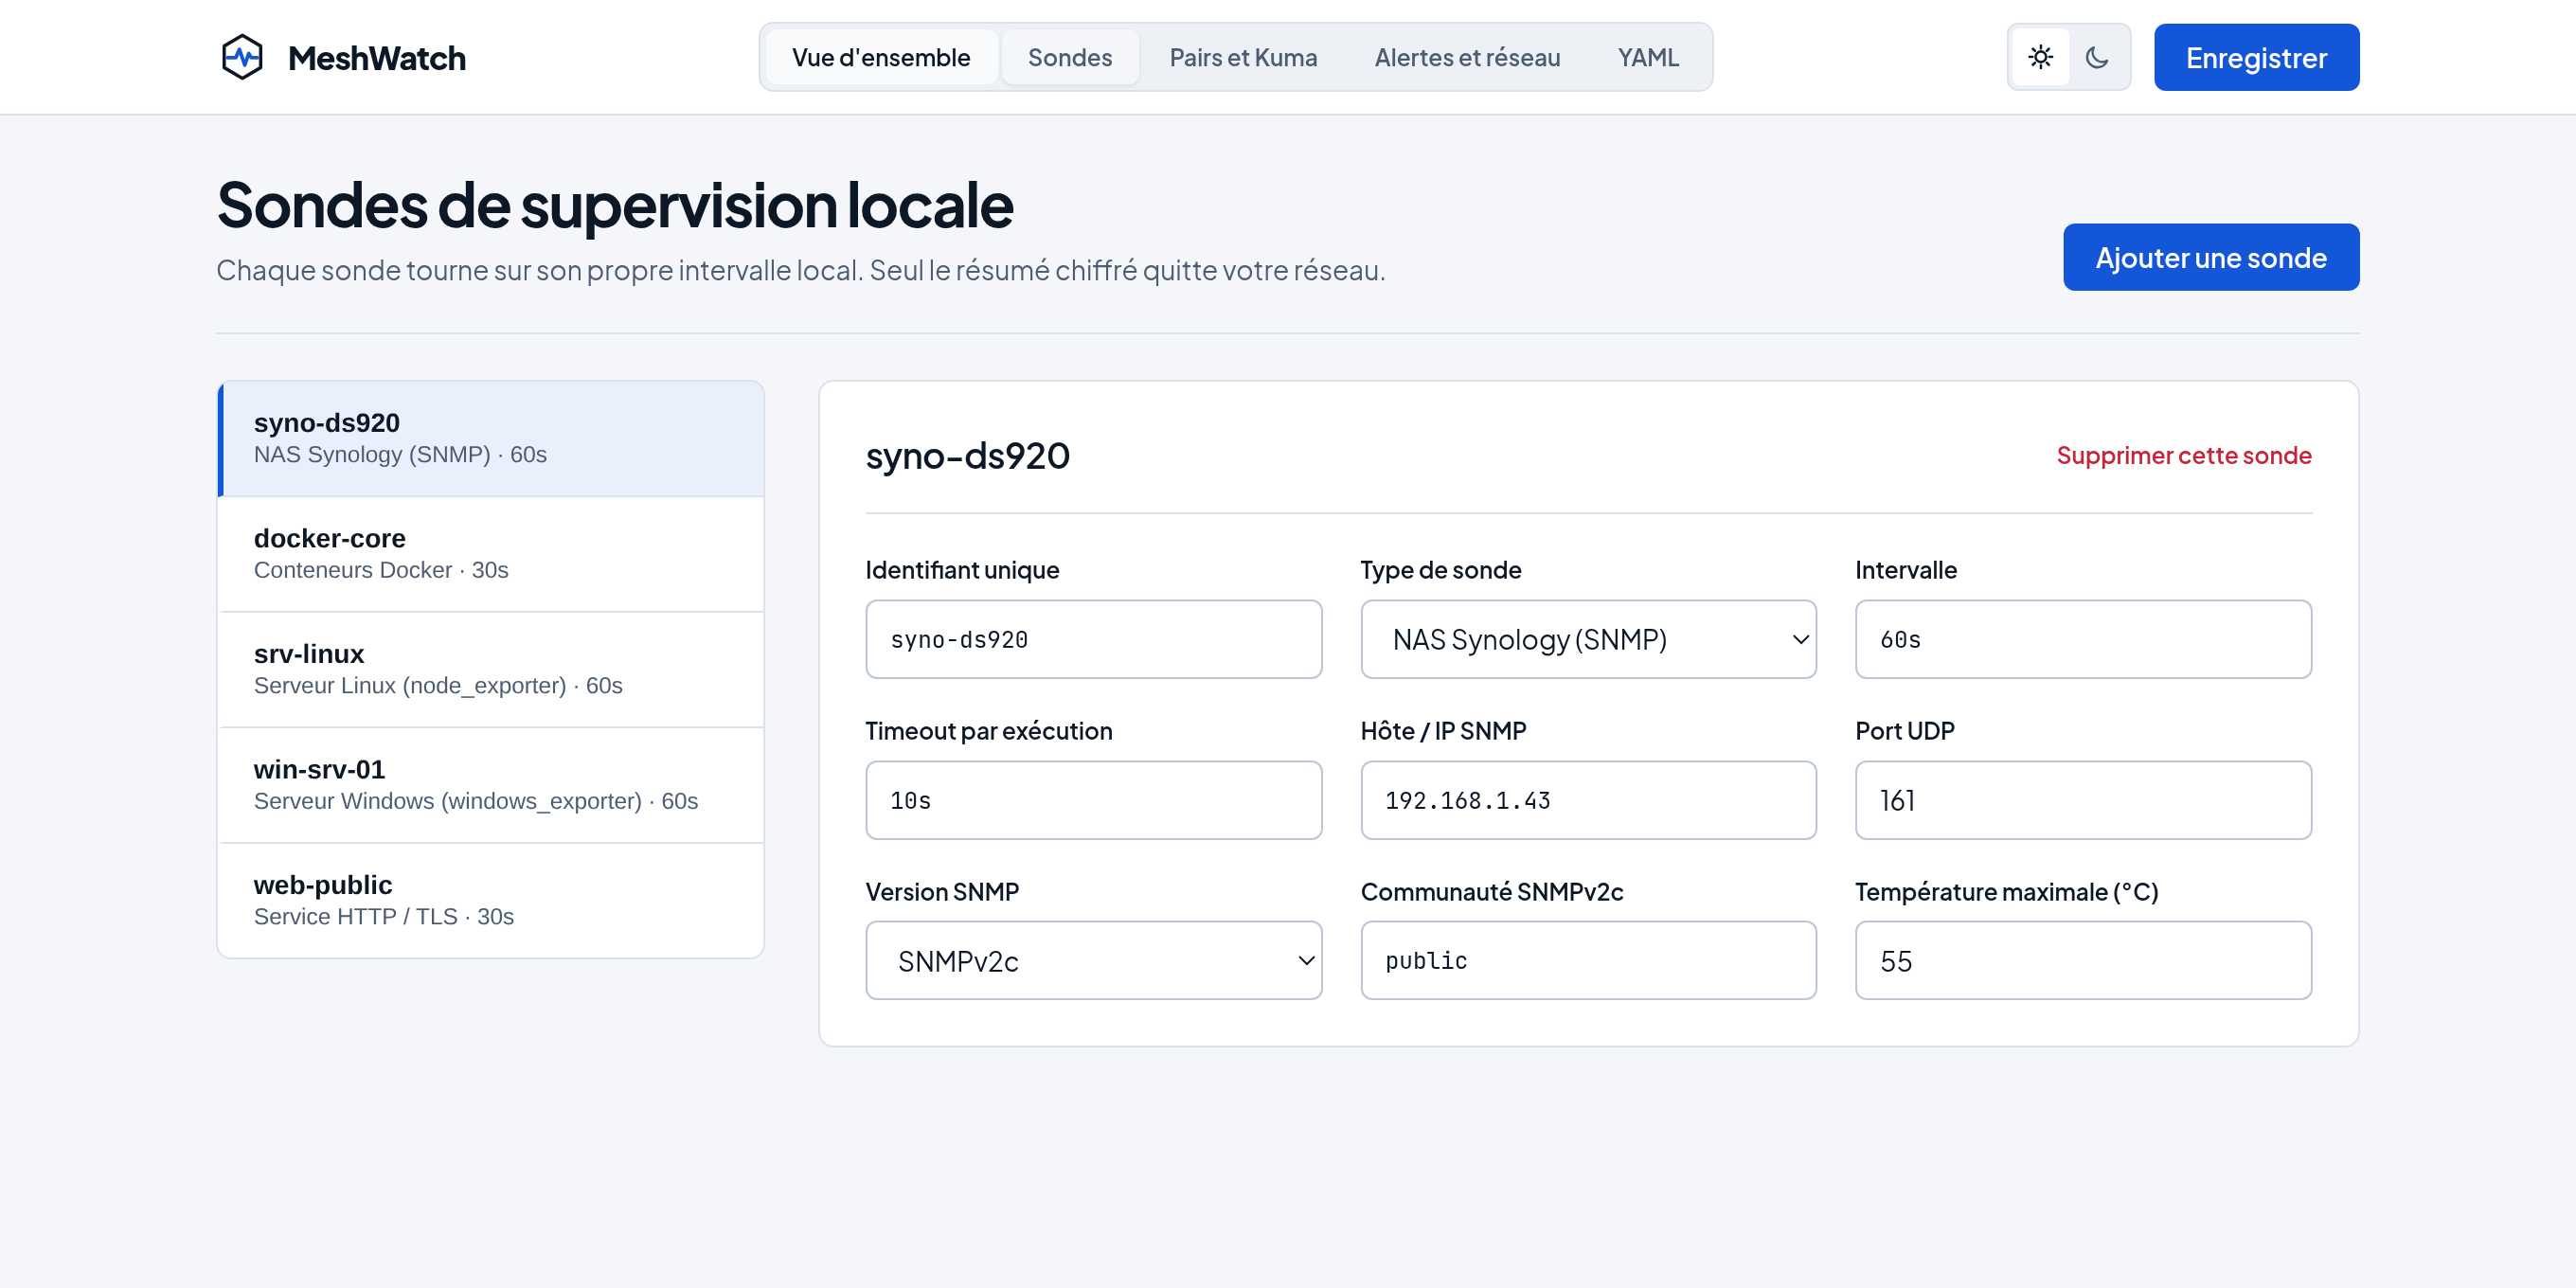 MeshWatch
Vue d'ensemble
Sondes
Pairs et Kuma
Alertes et réseau
YAML
Enregistrer
Sondes de supervision locale
Chaque sonde tourne sur son propre intervalle local. Seul le résumé chiffré quitte votre réseau.
Ajouter une sonde
syno-ds920
NAS Synology (SNMP) · 60s
docker-core
Conteneurs Docker · 30s
srv-linux
Serveur Linux (node_exporter) · 60s
win-srv-01
Serveur Windows (windows_exporter) · 60s
web-public
Service HTTP / TLS · 30s
syno-ds920
Supprimer cette sonde
Identifiant unique
syno-ds920
Type de sonde
NAS Synology (SNMP)
Intervalle
60s
Timeout par exécution
10s
Hôte / IP SNMP
192.168.1.43
Port UDP
161
Version SNMP
SNMPv2c
Communauté SNMPv2c
public
Température maximale (°C)
55